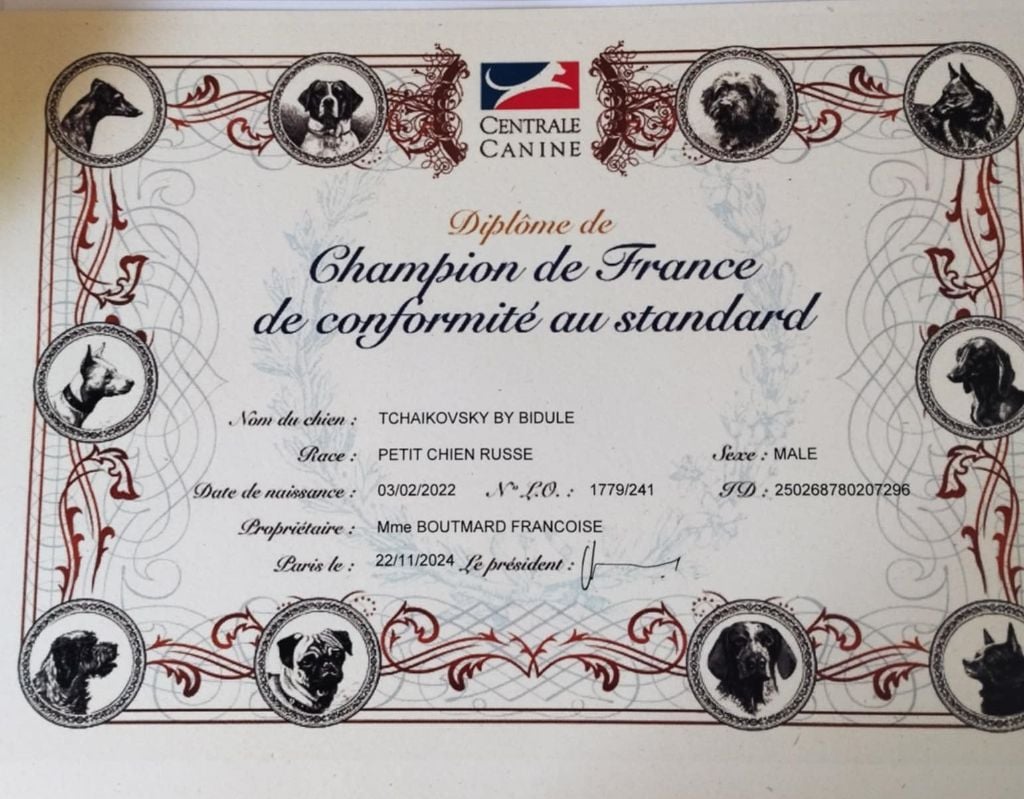 CENTRALE
CANINE
Diplôme de
Champion de France
de conformité au standard
Nom du chien : TCHAIKOVSKY BY BIDULE
Race : PETIT CHIEN RUSSE Sexe : MALE
Date de naissance : 03/02/2022 N° L.O. : 1779/241 ID : 250268780207296
Propriétaire : Mme BOUTMARD FRANCOISE
Paris le : 22/11/2024 Le président :